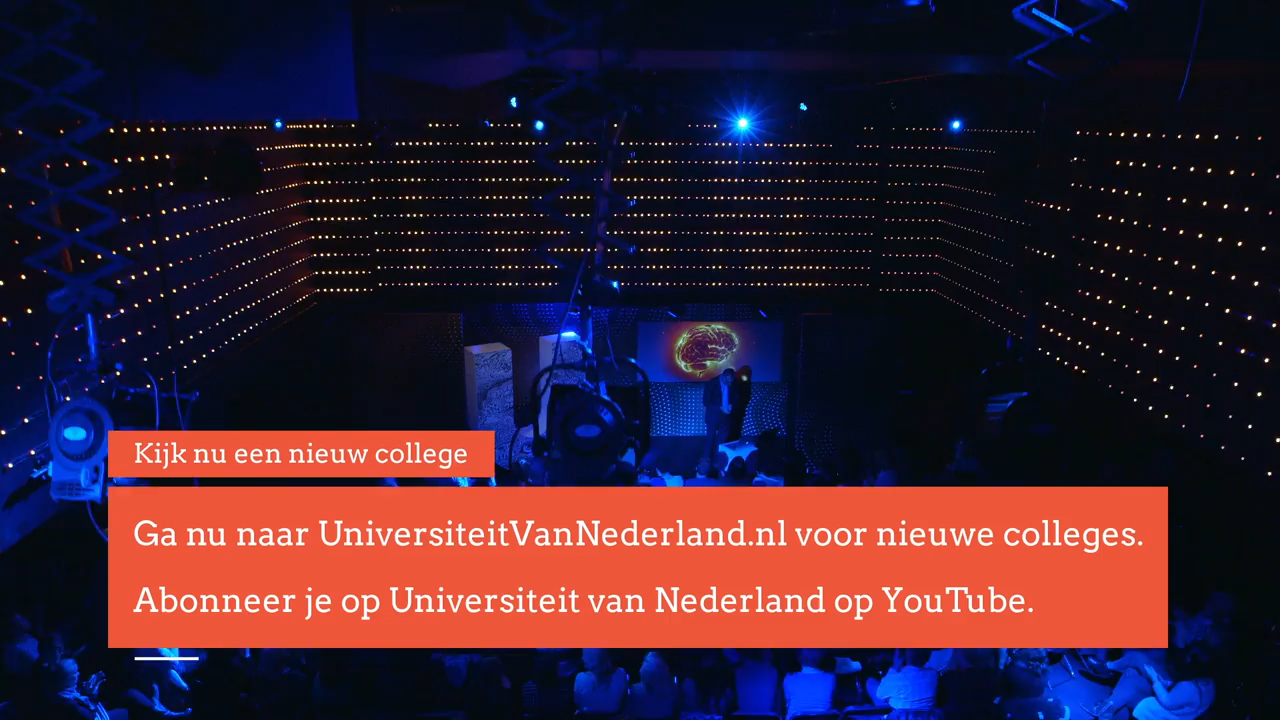 Kijk nu een nieuw college
Ga nu naar UniversiteitVanNederland.nl voor nieuwe colleges.
Abonneer je op Universiteit van Nederland op YouTube.